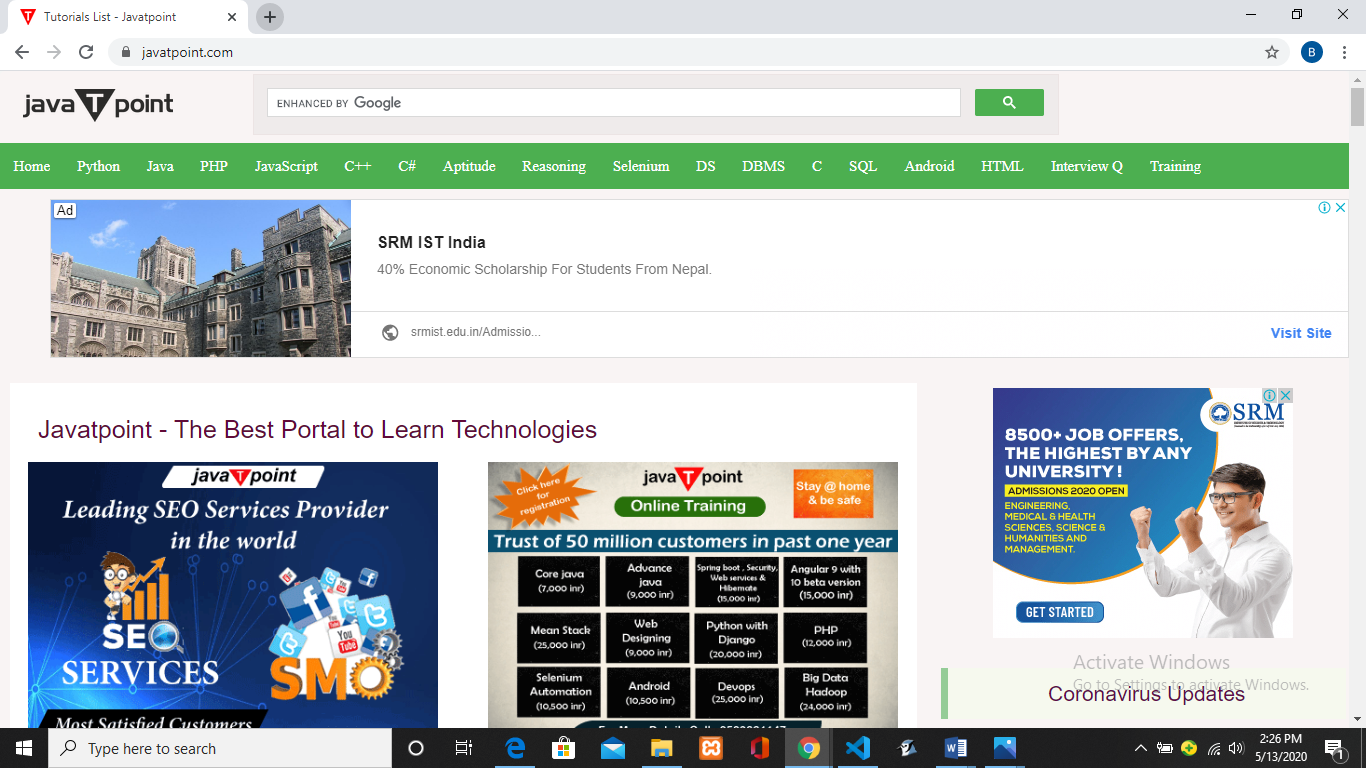 Tutorials List - Javatpoint
javatpoint.com
B
java T point
ENHANCED BY Google
Home Python Java PHP JavaScript C++ C# Aptitude Reasoning Selenium DS DBMS C SQL Android HTML Interview Q Training
Ad
SRM IST India
40% Economic Scholarship For Students From Nepal.
srmist.edu.in/Admissio...
Visit Site
Javatpoint - The Best Portal to Learn Technologies
java T point
Leading SEO Services Provider
in the world
SEO
SERVICES
You
Tube
SMO
Most Satisfied Customers
Click here
for
registration
java T point
Online Training
Stay @ home
& be safe
Trust of 50 million customers in past one year
Core java
(7,000 inr)
Advance
java
(9,000 inr)
Spring boot , Security,
Web services &
Hibernate
(15,000 inr)
Angular 9 with
10 beta version
(15,000 inr)
Mean Stack
(25,000 inr)
Web
Designing
(9,000 inr)
Python with
Django
(20,000 inr)
PHP
(12,000 inr)
Selenium
Automation
(10,500 inr)
Android
(10,500 inr)
Devops
(25,000 inr)
Big Data
Hadoop
(24,000 inr)
SRM
8500+ JOB OFFERS,
THE HIGHEST BY ANY
UNIVERSITY !
ADMISSIONS 2020 OPEN
ENGINEERING,
MEDICAL & HEALTH
SCIENCES, SCIENCE &
HUMANITIES AND
MANAGEMENT.
GET STARTED
Activate Windows
Go to Settings to activate Windows.
Coronavirus Updates
Type here to search
2:26 PM
5/13/2020
1